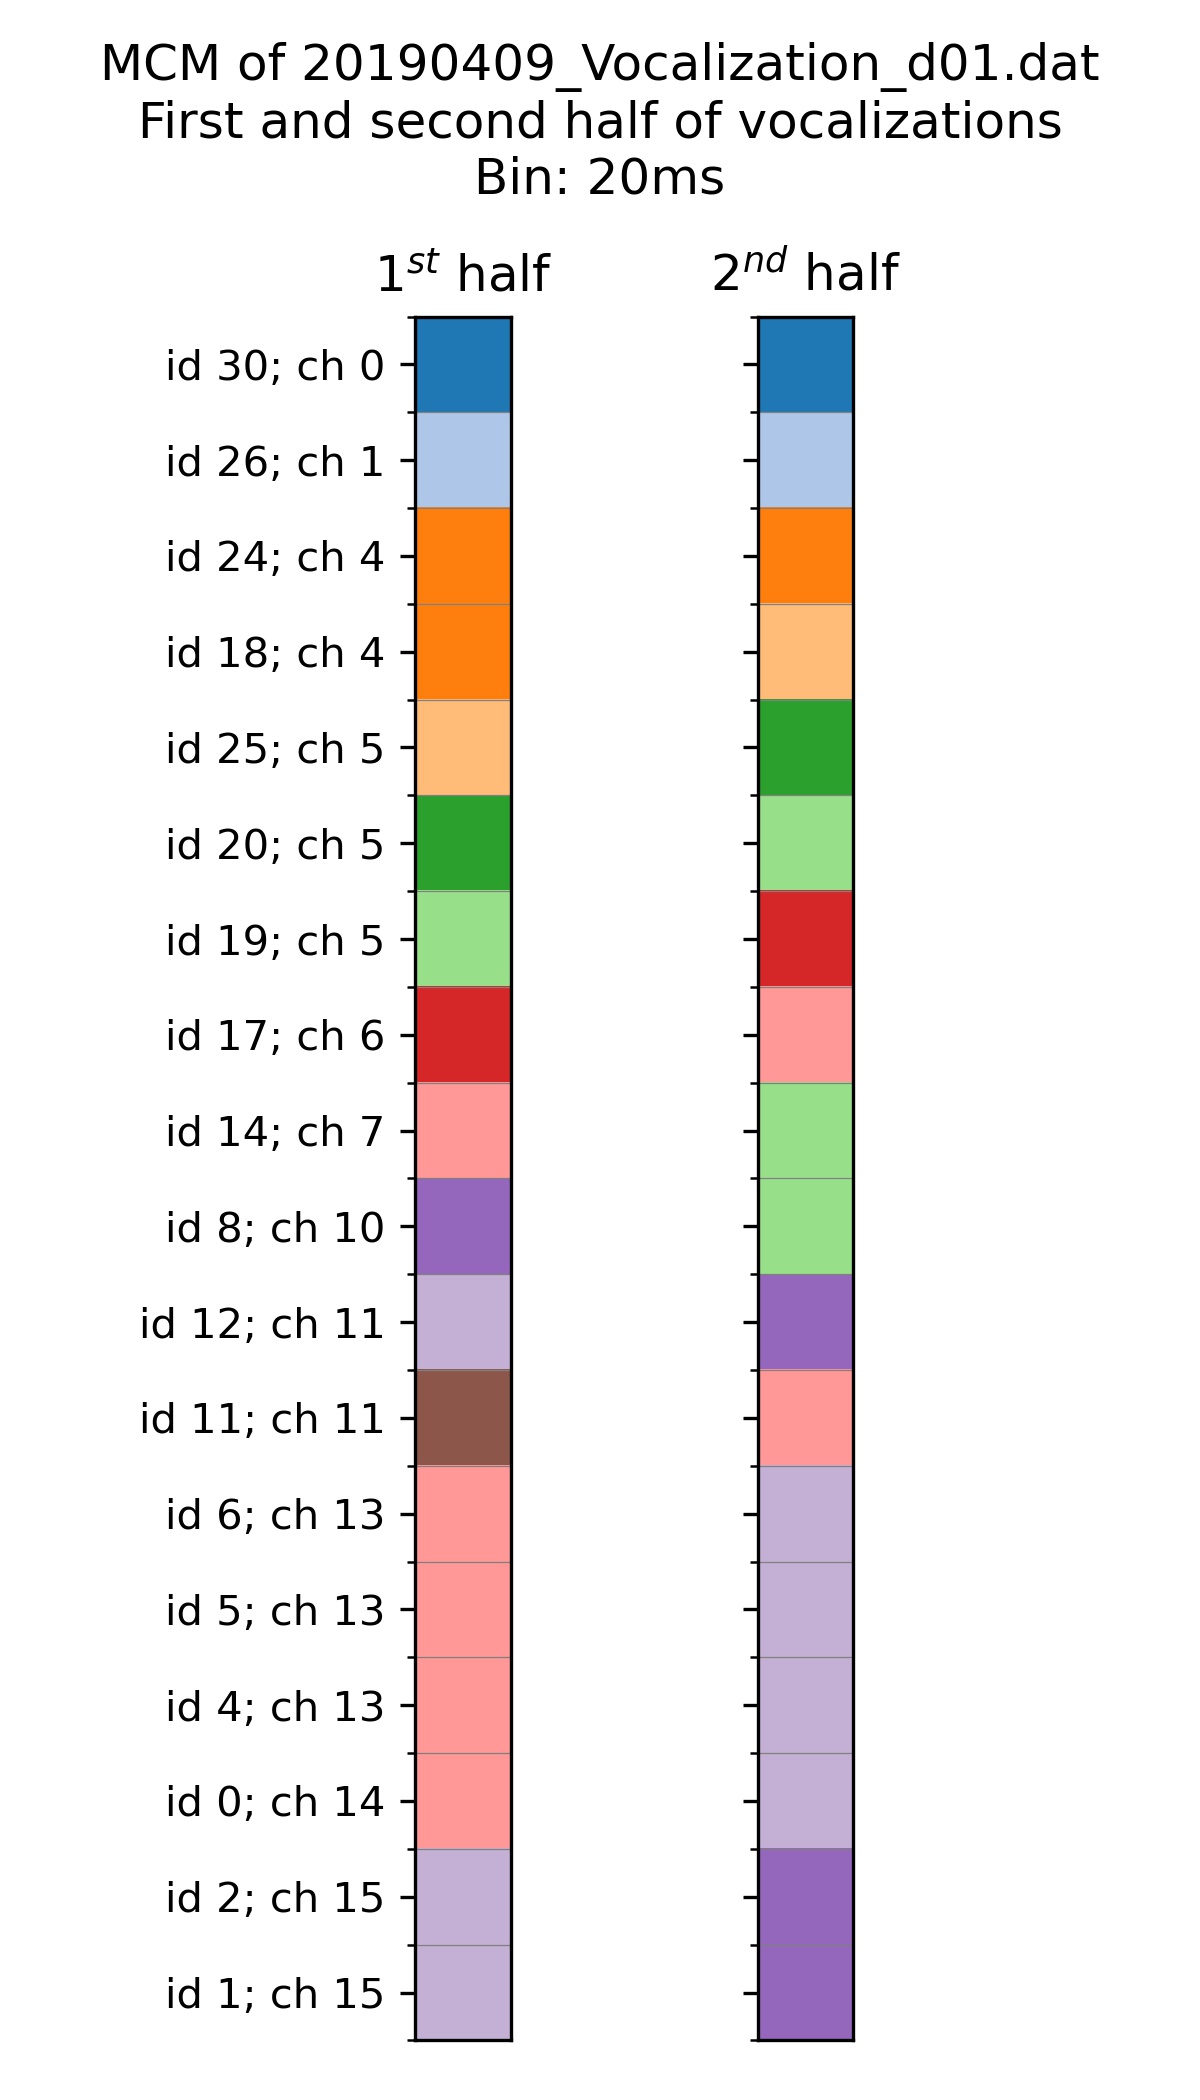 MCM of 20190409_Vocalization_d01.dat
First and second half of vocalizations
Bin: 20ms
1st half 2nd half
id 30; ch 0
id 26; ch 1
id 24; ch 4
id 18; ch 4
id 25; ch 5
id 20; ch 5
id 19; ch 5
id 17; ch 6
id 14; ch 7
id 8; ch 10
id 12; ch 11
id 11; ch 11
id 6; ch 13
id 5; ch 13
id 4; ch 13
id 0; ch 14
id 2; ch 15
id 1; ch 15